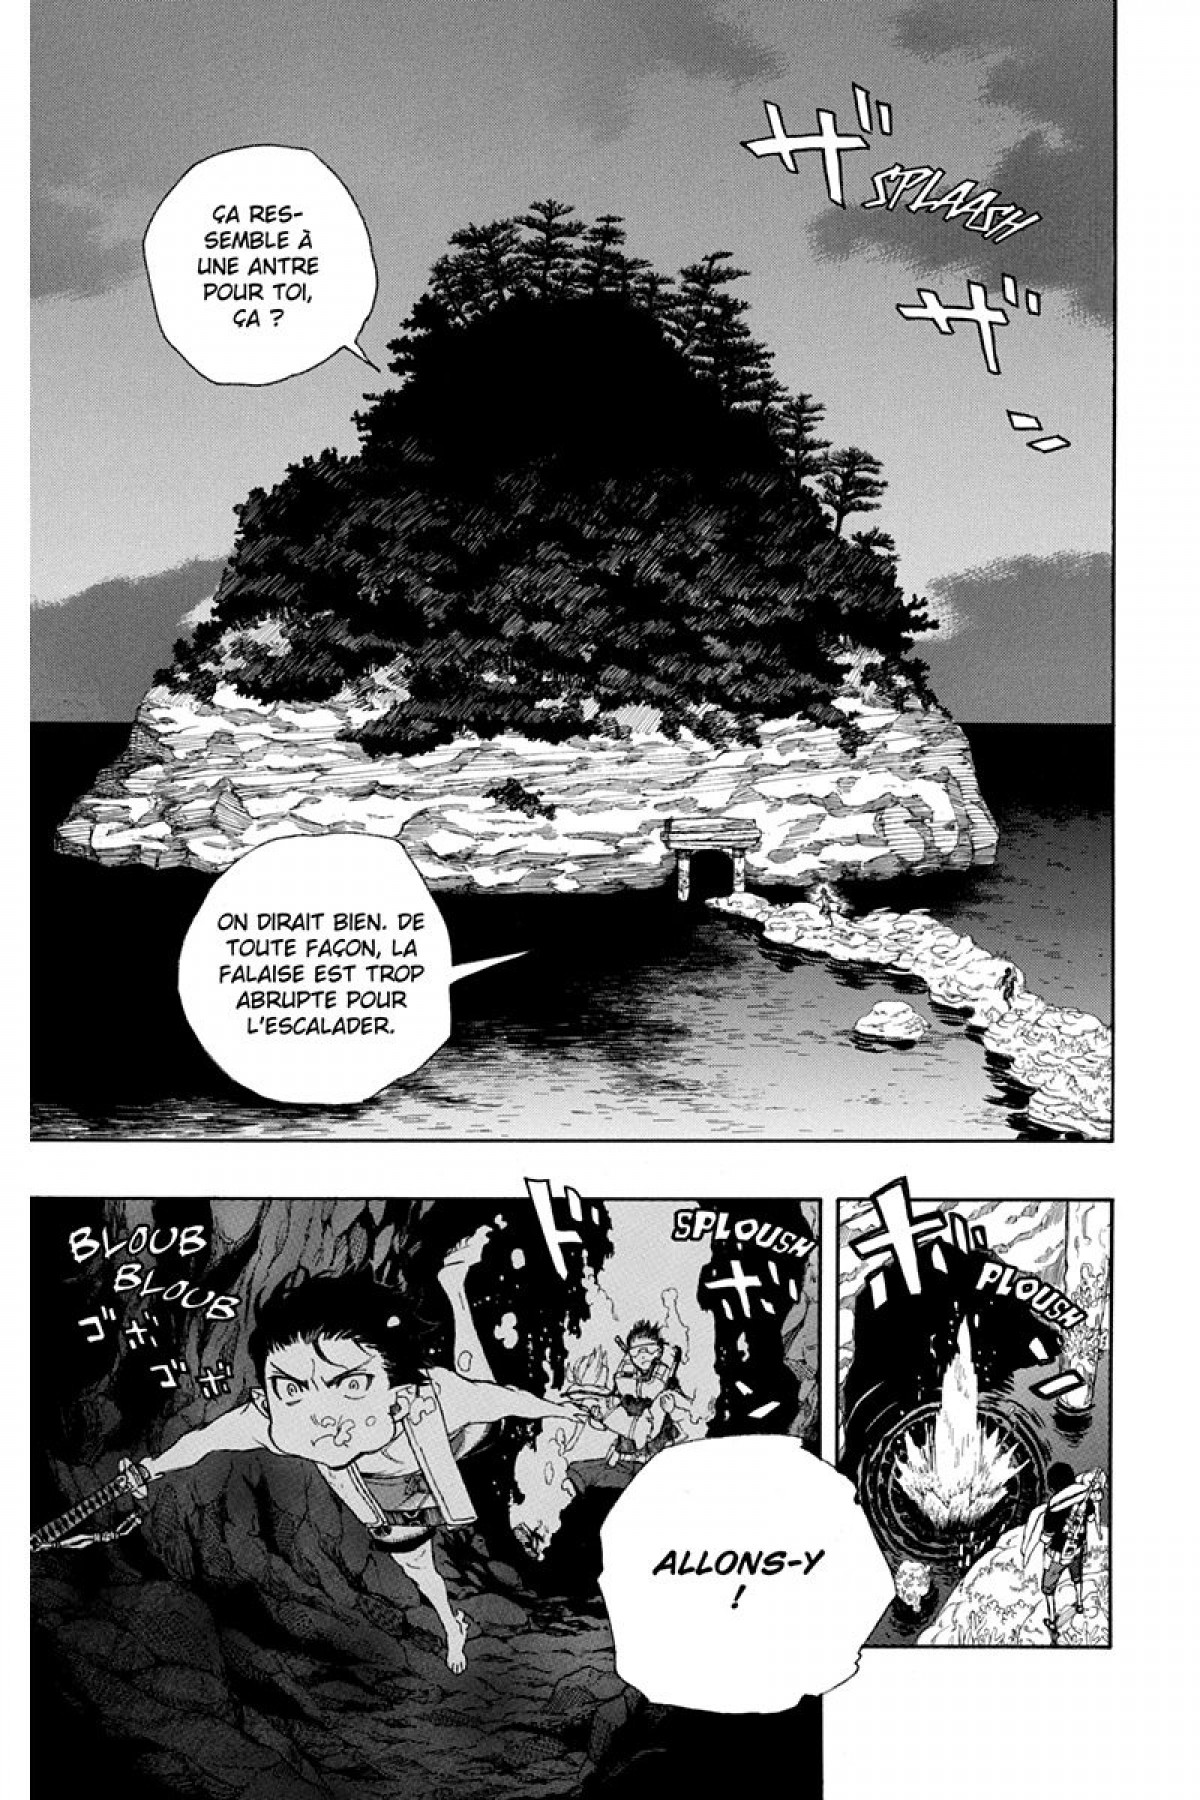 ザザ
SPLAASH
ÇA RES-
SEMBLE À
UNE ANTRE
POUR TOI,
ÇA ?
ON DIRAIT BIEN. DE
TOUTE FAÇON, LA
FALAISE EST TROP
ABRUPTE POUR
L'ESCALADER.
ボ
PLOUSH
ドボン
SPLOUSH
ALLONS-Y
!
BLOUB
BLOUB
ゴボ
ゴボ